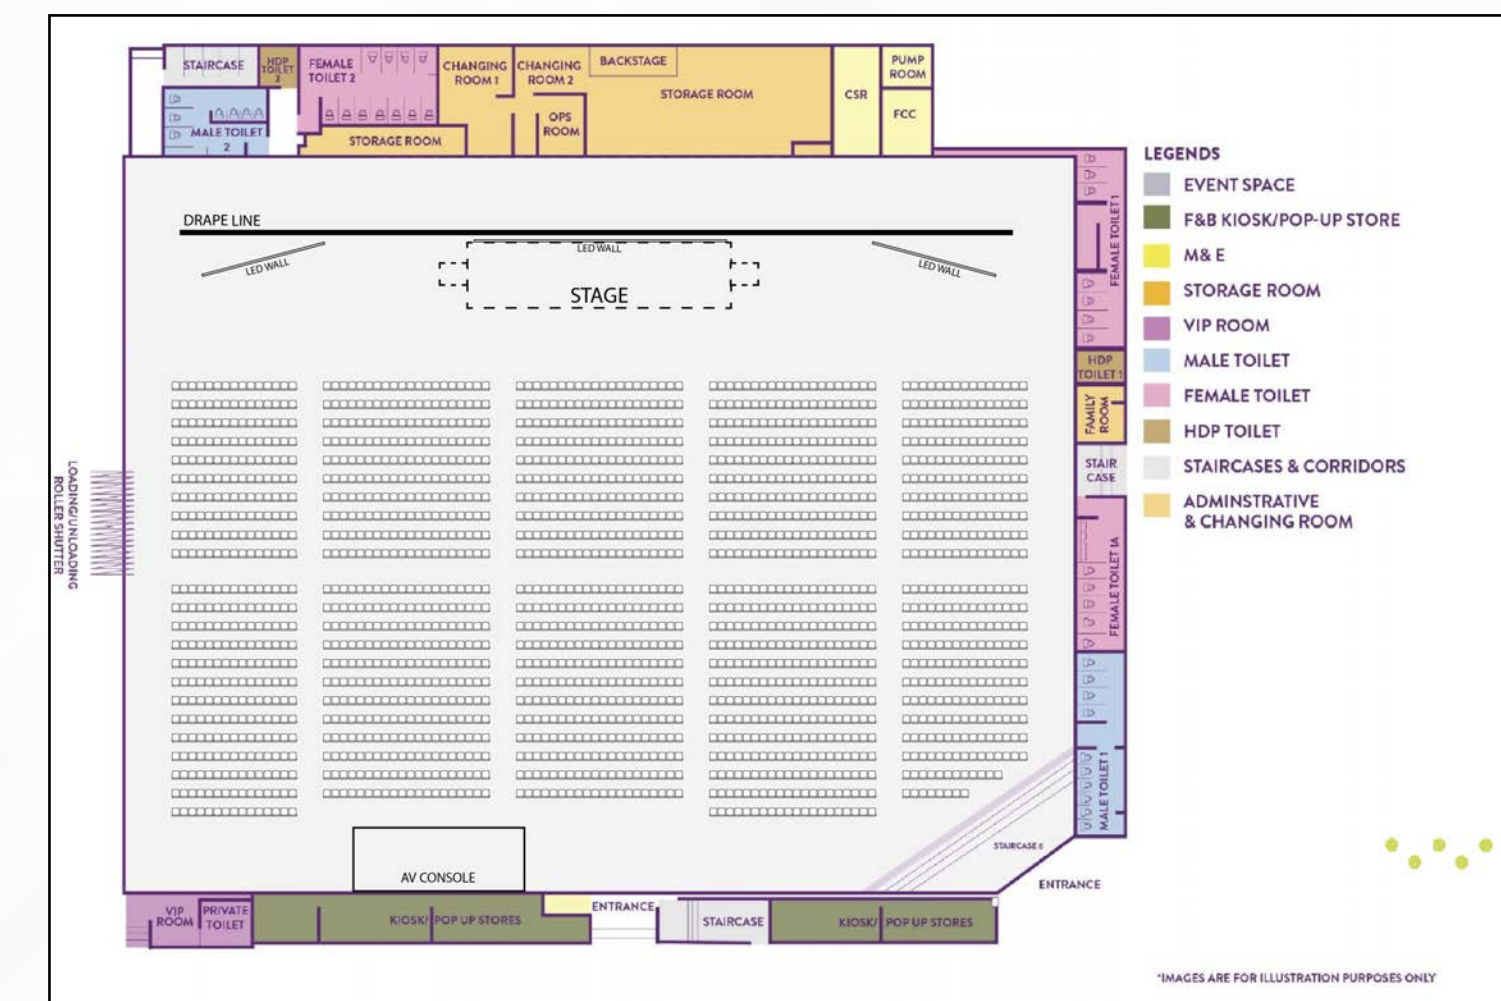 STAIRCASE
HDP
TOILET
2
FEMALE
TOILET 2
CHANGING
ROOM 1
CHANGING
ROOM 2
BACKSTAGE
STORAGE ROOM
CSR
PUMP
ROOM
FCC
OPS
ROOM
MALE TOILET
2
STORAGE ROOM
DRAPE LINE
LED WALL
LED WALL
LED WALL
STAGE
FEMALE TOILET 1
HDP
TOILET 1
FAMILY
ROOM
STAIR
CASE
FEMALE TOILET 1A
MALE TOILET 1
LOADING/UNLOADING
ROLLER SHUTTER
STAIRCASE 6
ENTRANCE
AV CONSOLE
VIP
ROOM
PRIVATE
TOILET
KIOSK/ POP UP STORES
ENTRANCE
STAIRCASE
KIOSK/ POP UP STORES
LEGENDS
EVENT SPACE
F&B KIOSK/POP-UP STORE
M& E
STORAGE ROOM
VIP ROOM
MALE TOILET
FEMALE TOILET
HDP TOILET
STAIRCASES & CORRIDORS
ADMINSTRATIVE
& CHANGING ROOM
*IMAGES ARE FOR ILLUSTRATION PURPOSES ONLY